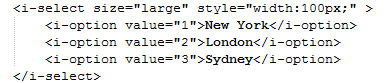 <i-select size="large" style="width:100px;" >
    <i-option value="1">New York</i-option>
    <i-option value="2">London</i-option>
    <i-option value="3">Sydney</i-option>
</i-select>